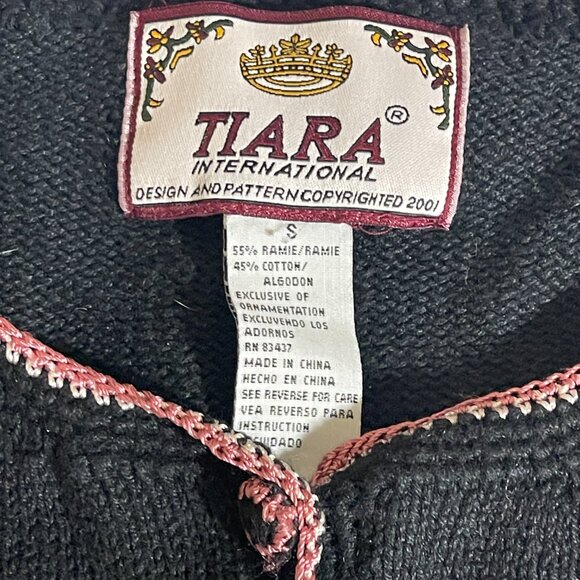 TIARA ®
INTERNATIONAL
DESIGN AND PATTERN COPYRIGHTED 2001
S
55% RAMIE/RAMIE
45% COTTON/
ALGODON
EXCLUSIVE OF
ORNAMENTATION
EXCLUVENDO LOS
ADORNOS
RN 83437
MADE IN CHINA
HECHO EN CHINA
SEE REVERSE FOR CARE
VEA REVERSO PARA
INSTRUCTION
CUIDADO